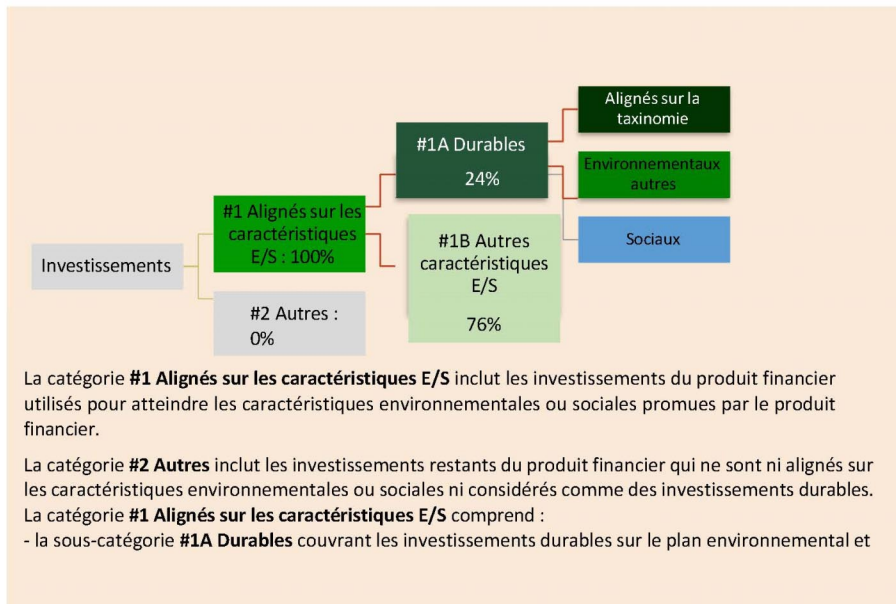 Alignés sur la
taxinomie
#1A Durables
24%
Environnementaux
autres
#1 Alignés sur les
caractéristiques
E/S : 100%
#1B Autres
caractéristiques
E/S
76%
Sociaux
Investissements
#2 Autres :
0%
La catégorie #1 Alignés sur les caractéristiques E/S inclut les investissements du produit financier
utilisés pour atteindre les caractéristiques environnementales ou sociales promues par le produit
financier.
La catégorie #2 Autres inclut les investissements restants du produit financier qui ne sont ni alignés sur
les caractéristiques environnementales ou sociales ni considérés comme des investissements durables.
La catégorie #1 Alignés sur les caractéristiques E/S comprend :
- la sous-catégorie #1A Durables couvrant les investissements durables sur le plan environnemental et